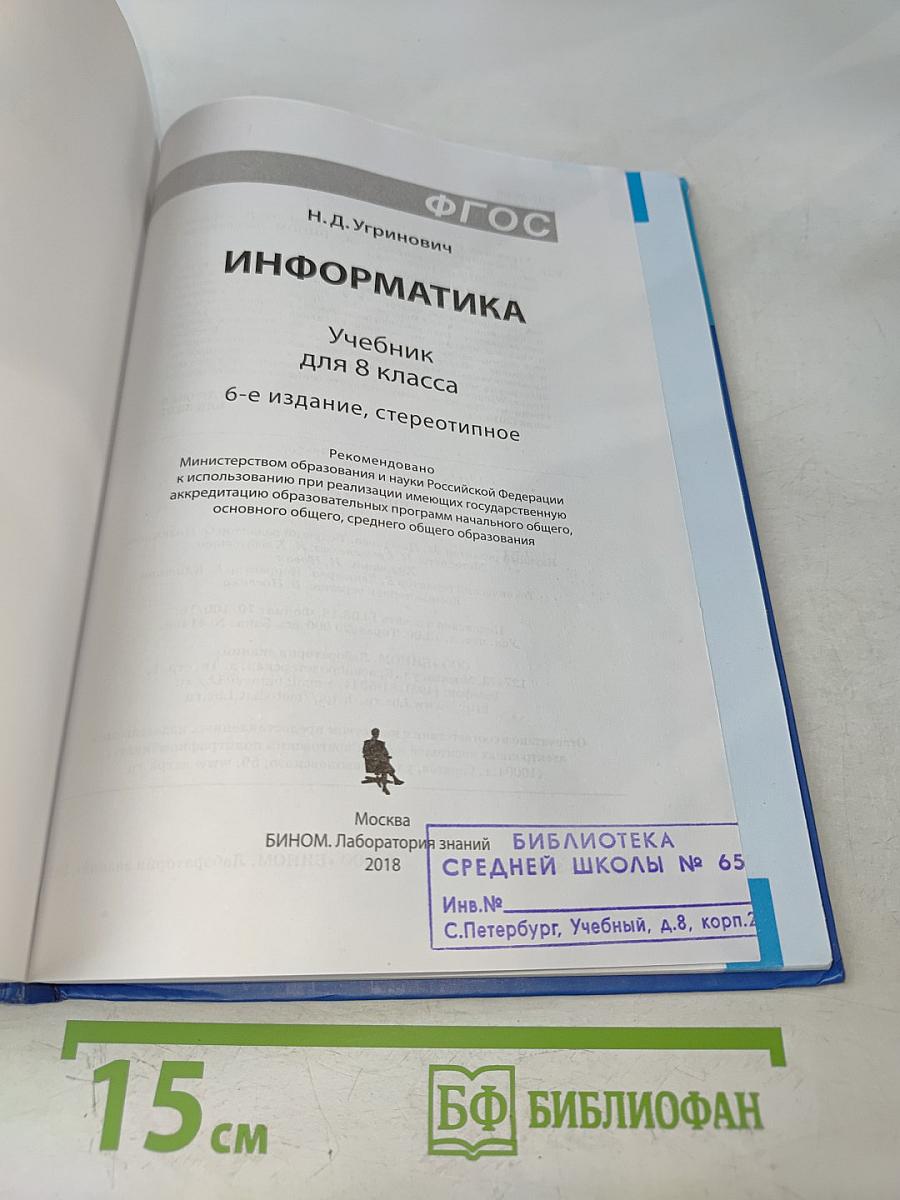 ФГОС
Н. Д. Угринович
ИНФОРМАТИКА
Учебник
для 8 класса
6-е издание, стереотипное
Рекомендовано
Министерством образования и науки Российской Федерации
к использованию при реализации имеющих государственную
аккредитацию образовательных программ начального общего,
основного общего, среднего общего образования
Москва
БИНОМ. Лаборатория знаний
2018
БИБЛИОТЕКА
СРЕДНЕЙ ШКОЛЫ № 65
Инв.№
С.Петербург, Учебный, д.8, корп.2
15 см
БФ БИБЛИОФАН